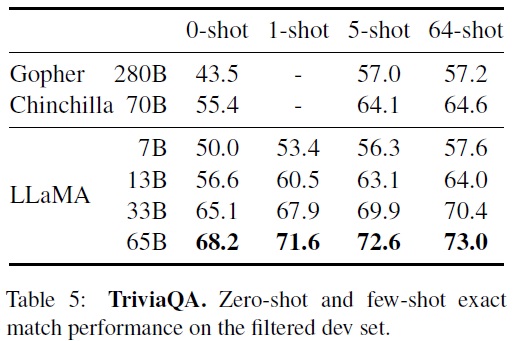 0-shot 1-shot 5-shot 64-shot
Gopher 280B 43.5 - 57.0 57.2
Chinchilla 70B 55.4 - 64.1 64.6
7B 50.0 53.4 56.3 57.6
LLaMA 13B 56.6 60.5 63.1 64.0
33B 65.1 67.9 69.9 70.4
65B 68.2 71.6 72.6 73.0
Table 5: TriviaQA. Zero-shot and few-shot exact
match performance on the filtered dev set.